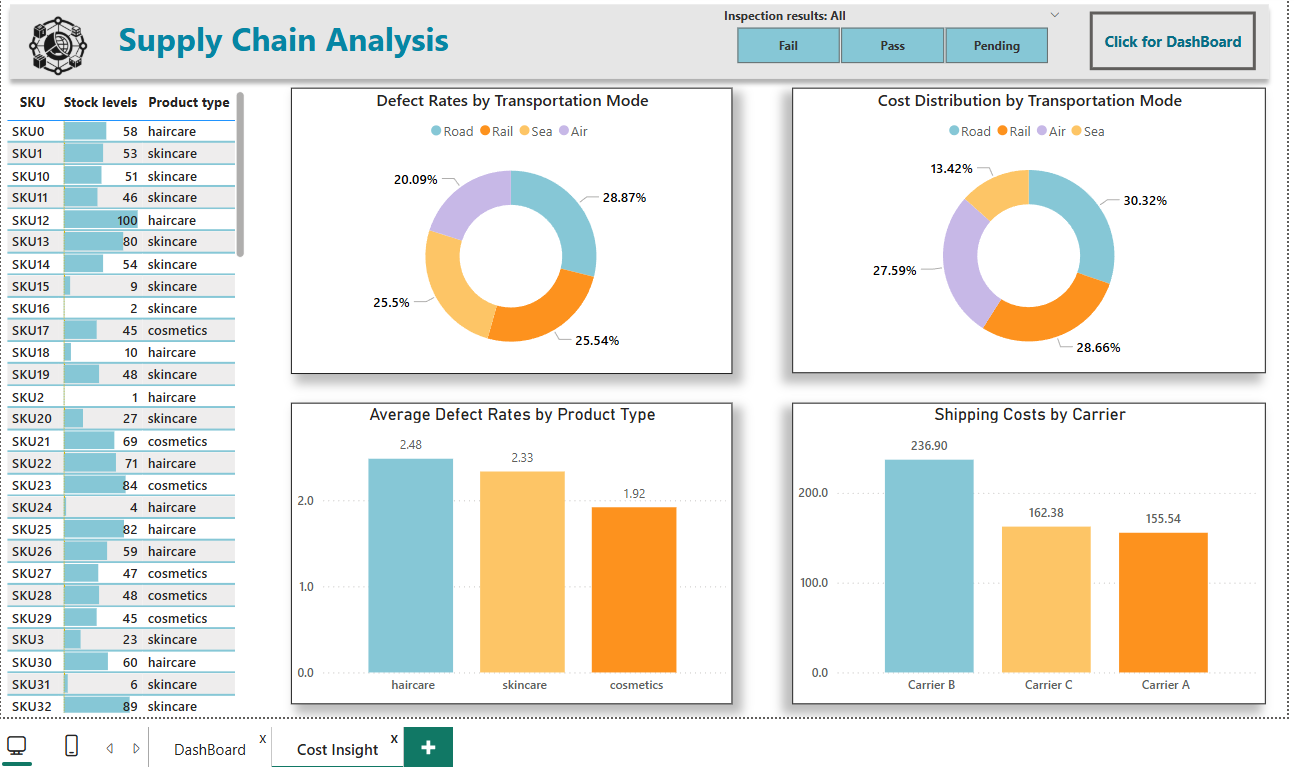 Supply Chain Analysis
Inspection results: All
Fail Pass Pending
Click for DashBoard
SKU Stock levels Product type
SKU0 58 haircare
SKU1 53 skincare
SKU10 51 skincare
SKU11 46 skincare
SKU12 100 haircare
SKU13 80 skincare
SKU14 54 skincare
SKU15 9 skincare
SKU16 2 skincare
SKU17 45 cosmetics
SKU18 10 haircare
SKU19 48 skincare
SKU2 1 haircare
SKU20 27 skincare
SKU21 69 cosmetics
SKU22 71 haircare
SKU23 84 cosmetics
SKU24 4 haircare
SKU25 82 haircare
SKU26 59 haircare
SKU27 47 cosmetics
SKU28 48 cosmetics
SKU29 45 cosmetics
SKU3 23 skincare
SKU30 60 haircare
SKU31 6 skincare
SKU32 89 skincare
Defect Rates by Transportation Mode
Road Rail Sea Air
20.09%
28.87%
25.5%
25.54%
Cost Distribution by Transportation Mode
Road Rail Air Sea
13.42%
30.32%
27.59%
28.66%
Average Defect Rates by Product Type
2.48
2.33
1.92
2.0
1.0
0.0
haircare skincare cosmetics
Shipping Costs by Carrier
236.90
162.38
155.54
200.0
100.0
0.0
Carrier B Carrier C Carrier A
DashBoard x Cost Insight x +